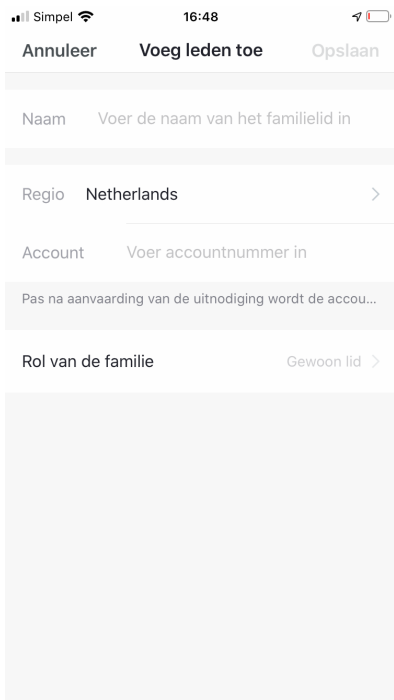 Simpel 16:48
Annuleer Voeg leden toe Opslaan
Naam Voer de naam van het familielid in
Regio Netherlands
Account Voer accountnummer in
Pas na aanvaarding van de uitnodiging wordt de accou...
Rol van de familie Gewoon lid